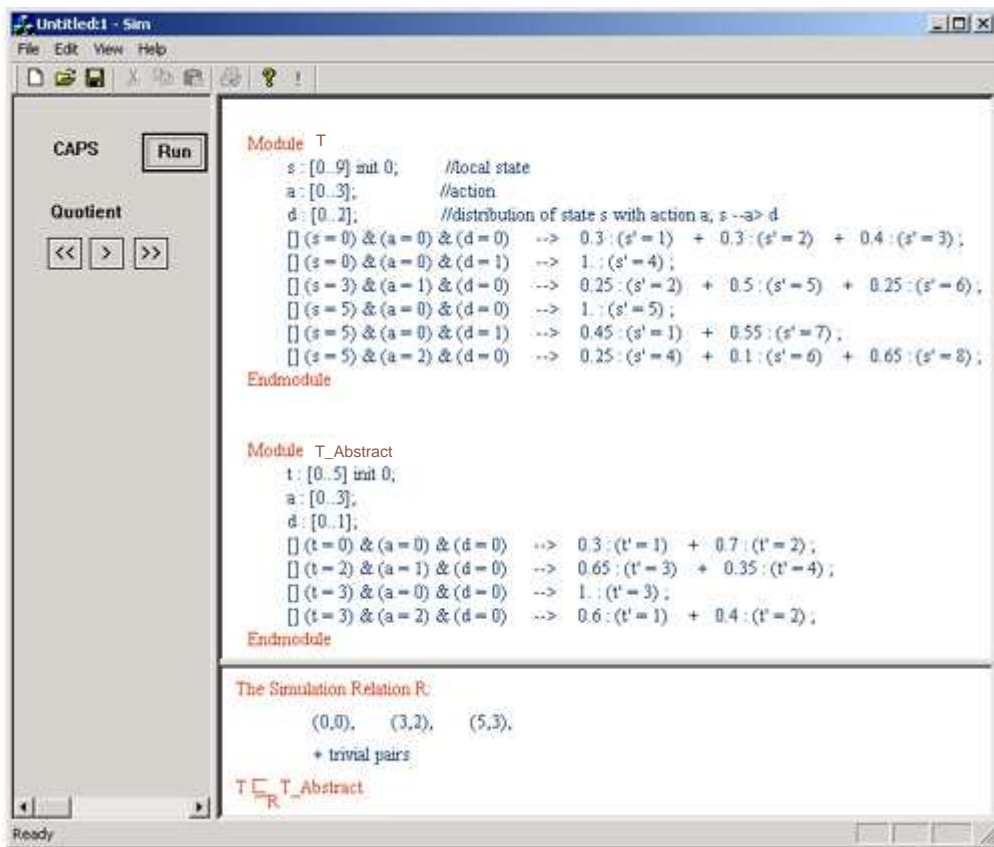 Untitled:1 - Sim
File Edit View Help
CAPS Run
Quotient
<< > >>
Module T
s : [0..9] init 0; //local state
a : [0..3]; //action
d : [0..2]; //distribution of state s with action a, s --a> d
[] (s = 0) & (a = 0) & (d = 0) --> 0.3 : (s' = 1) + 0.3 : (s' = 2) + 0.4 : (s' = 3) ;
[] (s = 0) & (a = 0) & (d = 1) --> 1. : (s' = 4) ;
[] (s = 3) & (a = 1) & (d = 0) --> 0.25 : (s' = 2) + 0.5 : (s' = 5) + 0.25 : (s' = 6) ;
[] (s = 5) & (a = 0) & (d = 0) --> 1. : (s' = 5) ;
[] (s = 5) & (a = 0) & (d = 1) --> 0.45 : (s' = 1) + 0.55 : (s' = 7) ;
[] (s = 5) & (a = 2) & (d = 0) --> 0.25 : (s' = 4) + 0.1 : (s' = 6) + 0.65 : (s' = 8) ;
Endmodule
Module T_Abstract
t : [0..5] init 0;
a : [0..3];
d : [0..1];
[] (t = 0) & (a = 0) & (d = 0) --> 0.3 : (t' = 1) + 0.7 : (t' = 2) ;
[] (t = 2) & (a = 1) & (d = 0) --> 0.65 : (t' = 3) + 0.35 : (t' = 4) ;
[] (t = 3) & (a = 0) & (d = 0) --> 1. : (t' = 3) ;
[] (t = 3) & (a = 2) & (d = 0) --> 0.6 : (t' = 1) + 0.4 : (t' = 2) ;
Endmodule
The Simulation Relation R:
(0,0), (3,2), (5,3),
+ trivial pairs
T ⊑R T_Abstract
Ready